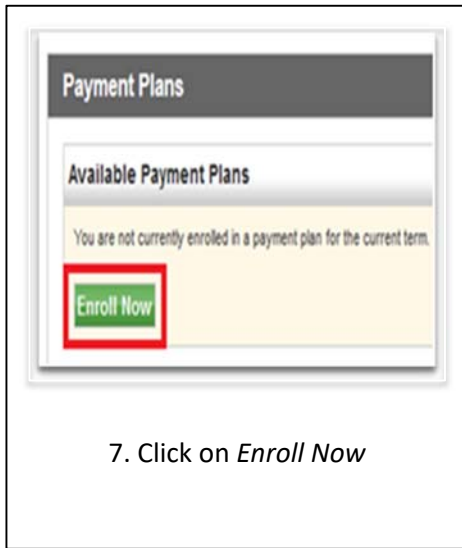 Payment Plans
Available Payment Plans
You are not currently enrolled in a payment plan for the current term.
Enroll Now
7. Click on Enroll Now